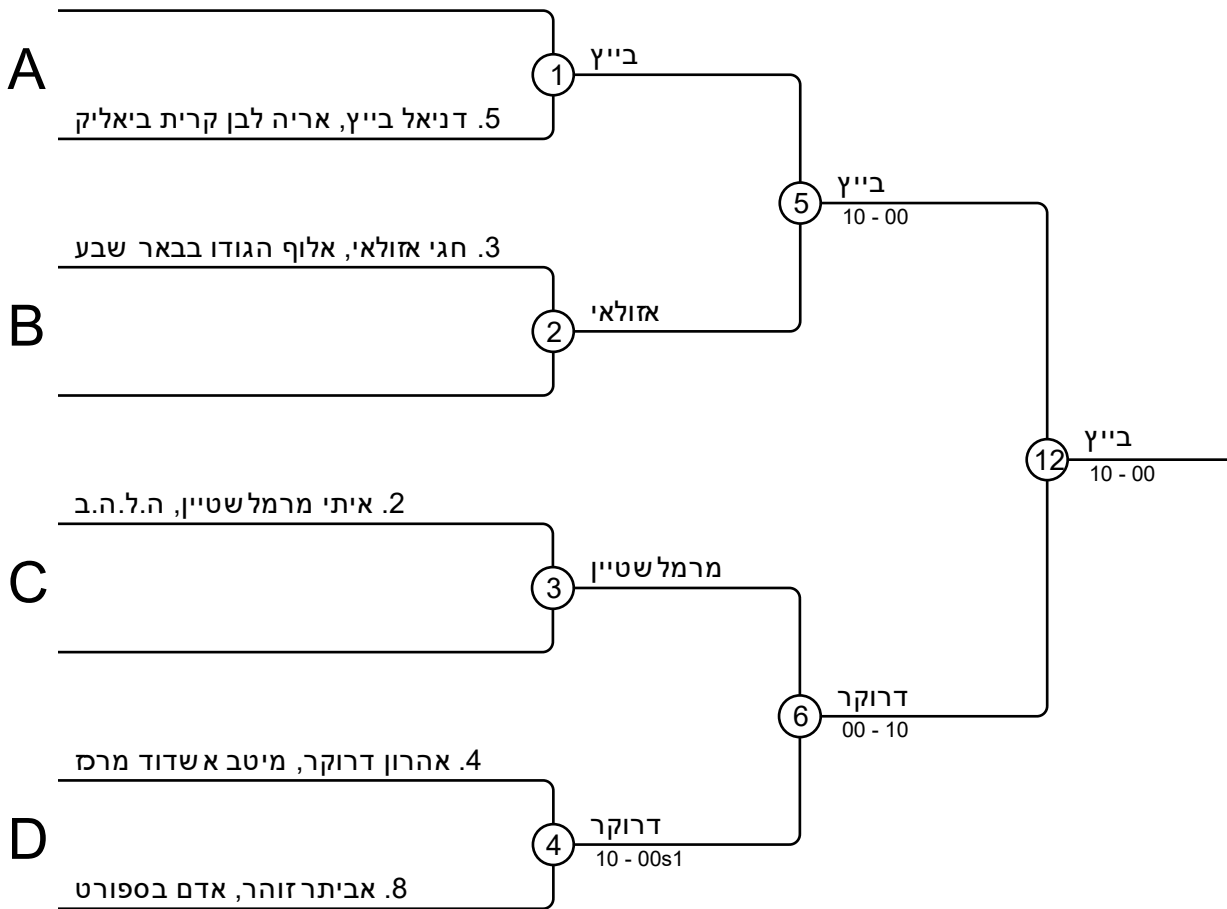 A
1
בייץ
5. דניאל בייץ, אריה לבן קרית ביאליק
5
בייץ
10 - 00
3. חגי אזולאי, אלוף הגודו בבאר שבע
B
2
אזולאי
12
בייץ
10 - 00
2. איתי מרמלשטיין, ה.ל.ה.ב
C
3
מרמלשטיין
6
דרוקר
00 - 10
4. אהרון דרוקר, מיטב אשדוד מרכז
D
4
דרוקר
10 - 00s1
8. אביתר זוהר, אדם בספורט